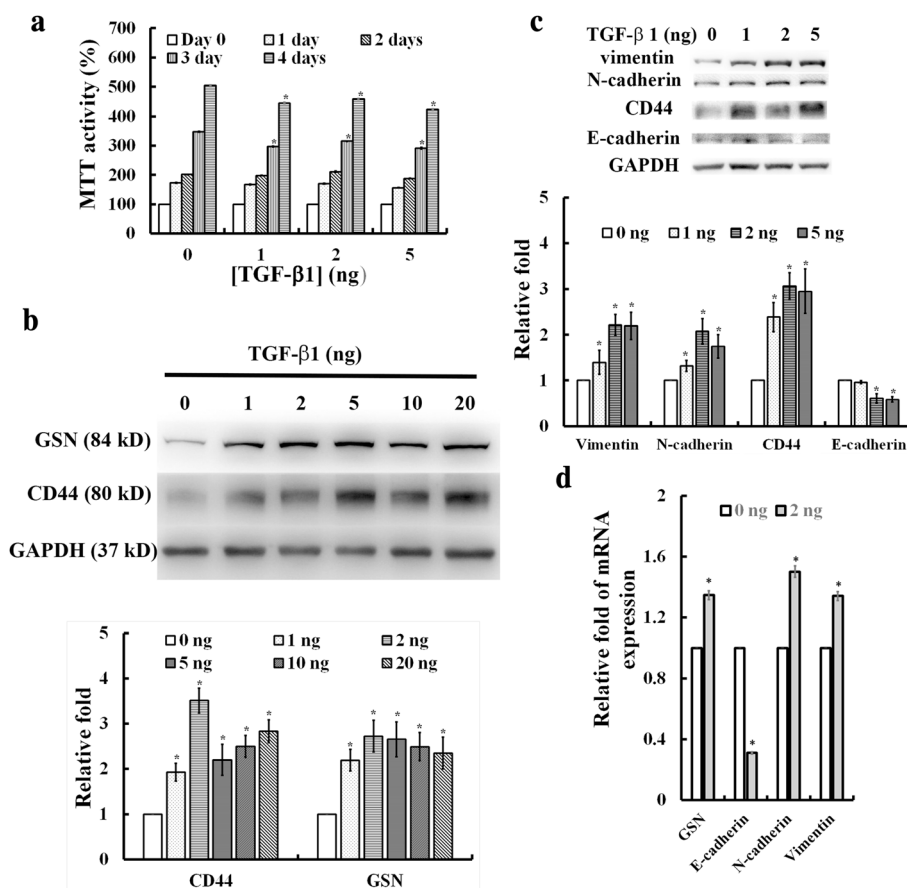 a
MTT activity (%)
700
600
500
400
300
200
100
0
Day 0 1 day 2 days
3 day 4 days
* * *
* * *
0 1 2 5
[TGF-β1] (ng)
b
TGF-β1 (ng)
0 1 2 5 10 20
GSN (84 kD)
CD44 (80 kD)
GAPDH (37 kD)
Relative fold
5
4
3
2
1
0
0 ng 1 ng 2 ng
5 ng 10 ng 20 ng
* * * * * * * * * *
CD44 GSN
c
TGF-β 1 (ng) 0 1 2 5
vimentin
N-cadherin
CD44
E-cadherin
GAPDH
Relative fold
5
4
3
2
1
0
0 ng 1 ng 2 ng 5 ng
* * * * * * * * * * *
Vimentin N-cadherin CD44 E-cadherin
d
Relative fold of mRNA
expression
2
1.6
1.2
0.8
0.4
0
0 ng 2 ng
* * * *
GSN
E-cadherin
N-cadherin
Vimentin